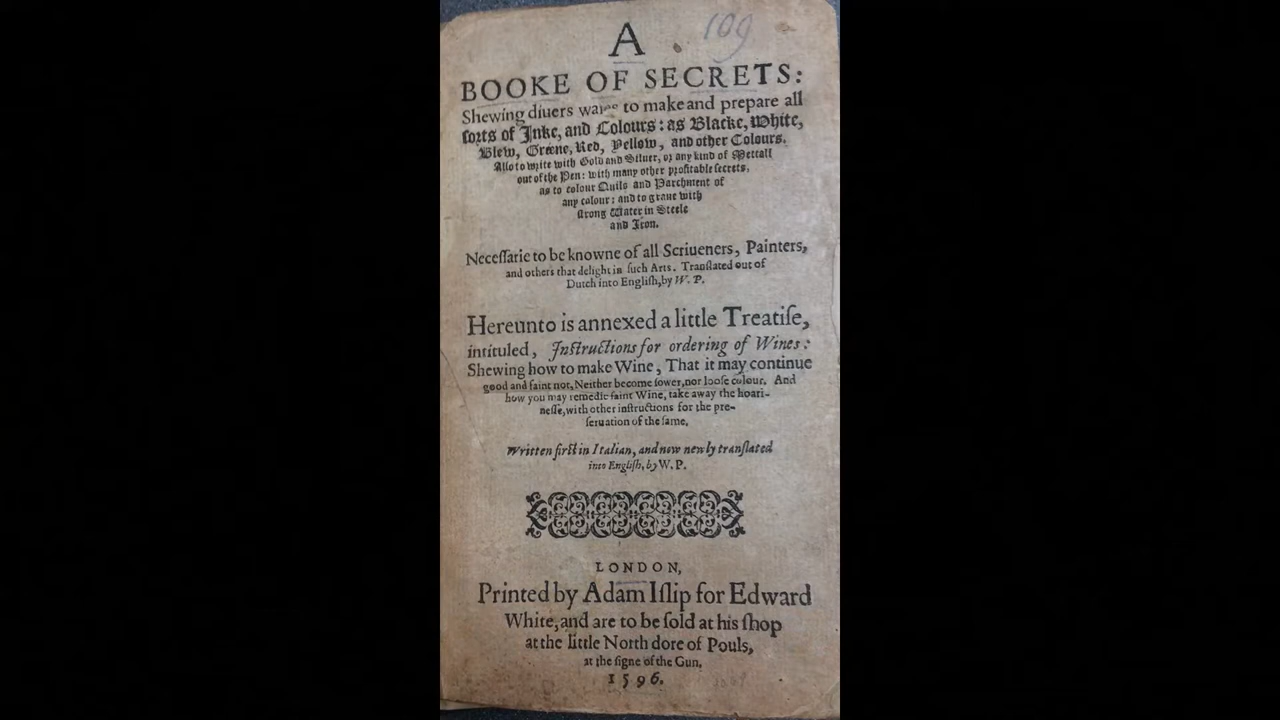 109
A
BOOKE OF SECRETS:
Shewing diuers waies to make and prepare all
ſorts of Inke, and Colours: as Blacke, White,
Blew, Greene, Red, Yellow, and other Colours.
Alſo to write with Gold and Siluer, or any kind of Mettall
out of the Pen: with many other profitable ſecrets,
as to colour Quils and Parchment of
any colour: and to graue with
ſtrong Water in Steele
and Iron.
Neceſſarie to be knowne of all Scriueners, Painters,
and others that delight in ſuch Arts. Tranſlated out of
Dutch into Engliſh, by W. P.
Hereunto is annexed a little Treatiſe,
intituled, Inſtructions for ordering of Wines:
Shewing how to make Wine, That it may continue
good and faint not, Neither become ſower, nor looſe colour. And
how you may remedie faint Wine, take away the hoari-
neſſe, with other inſtructions for the pre-
ſeruation of the ſame.
Written firſt in Italian, and now newly tranſlated
into Engliſh, by W. P.
LONDON,
Printed by Adam Iſlip for Edward
White, and are to be ſold at his ſhop
at the little North dore of Pouls,
at the ſigne of the Gun.
1596.